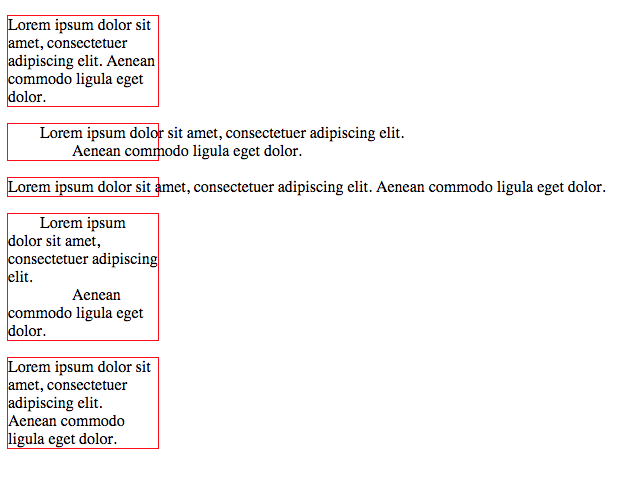 Lorem ipsum dolor sit
amet, consectetuer
adipiscing elit. Aenean
commodo ligula eget
dolor.
Lorem ipsum dolor sit amet, consectetuer adipiscing elit.
Aenean commodo ligula eget dolor.
Lorem ipsum dolor sit amet, consectetuer adipiscing elit. Aenean commodo ligula eget dolor.
Lorem ipsum
dolor sit amet,
consectetuer adipiscing
elit.
Aenean
commodo ligula eget
dolor.
Lorem ipsum dolor sit
amet, consectetuer
adipiscing elit.
Aenean commodo
ligula eget dolor.